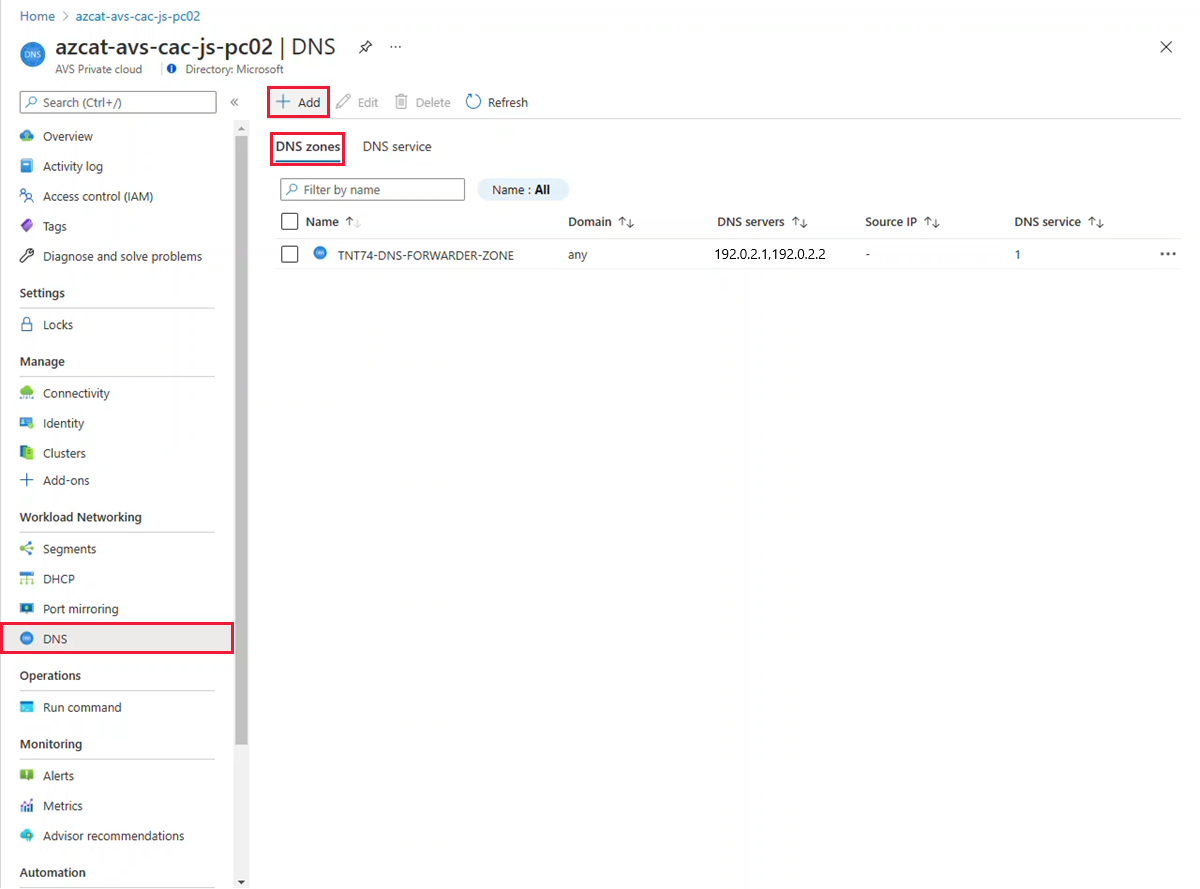 Home > azcat-avs-cac-js-pc02
DNS
azcat-avs-cac-js-pc02 | DNS ...
AVS Private cloud
Directory: Microsoft
Search (Ctrl+/) «
Overview
Activity log
Access control (IAM)
Tags
Diagnose and solve problems
Settings
Locks
Manage
Connectivity
Identity
Clusters
Add-ons
Workload Networking
Segments
DHCP
Port mirroring
DNS
Operations
Run command
Monitoring
Alerts
Metrics
Advisor recommendations
Automation
+ Add Edit Delete Refresh
DNS zones DNS service
Filter by name Name : All
Name ↑↓ Domain ↑↓ DNS servers ↑↓ Source IP ↑↓ DNS service ↑↓
TNT74-DNS-FORWARDER-ZONE any 192.0.2.1,192.0.2.2 - 1 ...